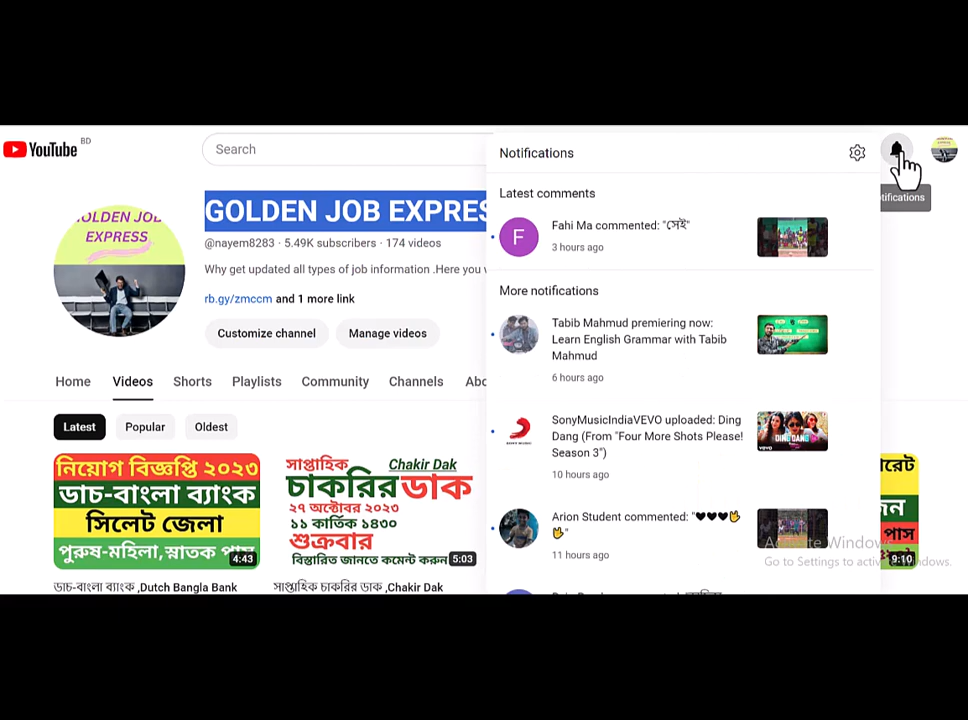 YouTube BD
Search
GOLDEN JOB EXPRESS
GOLDEN JOB
EXPRESS
@nayem8283 · 5.49K subscribers · 174 videos
Why get updated all types of job information .Here you
rb.gy/zmccm and 1 more link
Customize channel
Manage videos
Home
Videos
Shorts
Playlists
Community
Channels
Latest
Popular
Oldest
নিয়োগ বিজ্ঞপ্তি ২০২৩
ডাচ-বাংলা ব্যাংক
সিলেট জেলা
পুরুষ-মহিলা,স্নাতক
4:43
ডাচ-বাংলা ব্যাংক ,Dutch Bangla Bank
সাপ্তাহিক
Chakir Dak
চাকরির ডাক
২৭ অক্টোবর ২০২৩
১১ কার্তিক ১৪৩০
শুক্রবার
বিস্তারিত জানতে কমেন্ট করুন
5:03
সাপ্তাহিক চাকরির ডাক ,Chakir Dak
Notifications
Latest comments
F
Fahi Ma commented: "সেই"
3 hours ago
More notifications
Tabib Mahmud premiering now:
Learn English Grammar with Tabib
Mahmud
6 hours ago
SonyMusicIndiaVEVO uploaded: Ding
Dang (From "Four More Shots Please!
Season 3")
10 hours ago
DING DANG
vevo
Arion Student commented: "🖤🖤🖤🤟
🤟"
11 hours ago
পাস
9:10
Activate Windows
Go to Settings to activate Windows.